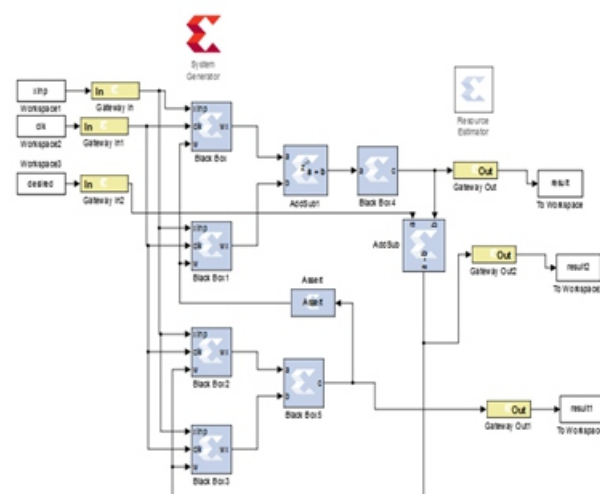 System
Generator
xinp
Workspace1
In
Gateway In
clk
Workspace2
In
Gateway In1
Workspace3
desired
In
Gateway In2
xinp
clk
w
Black Box
xinp
clk
w
Black Box1
a
b
a + b
AddSub1
a
c
Black Box4
Resource
Estimator
Out
Gateway Out
result
To Workspace
AddSub
a
b
Out
Gateway Out2
result2
To Workspace
Assert
Assert
xinp
clk
w
Black Box2
xinp
clk
w
Black Box3
a
c
Black Box5
Out
Gateway Out1
result1
To Workspace